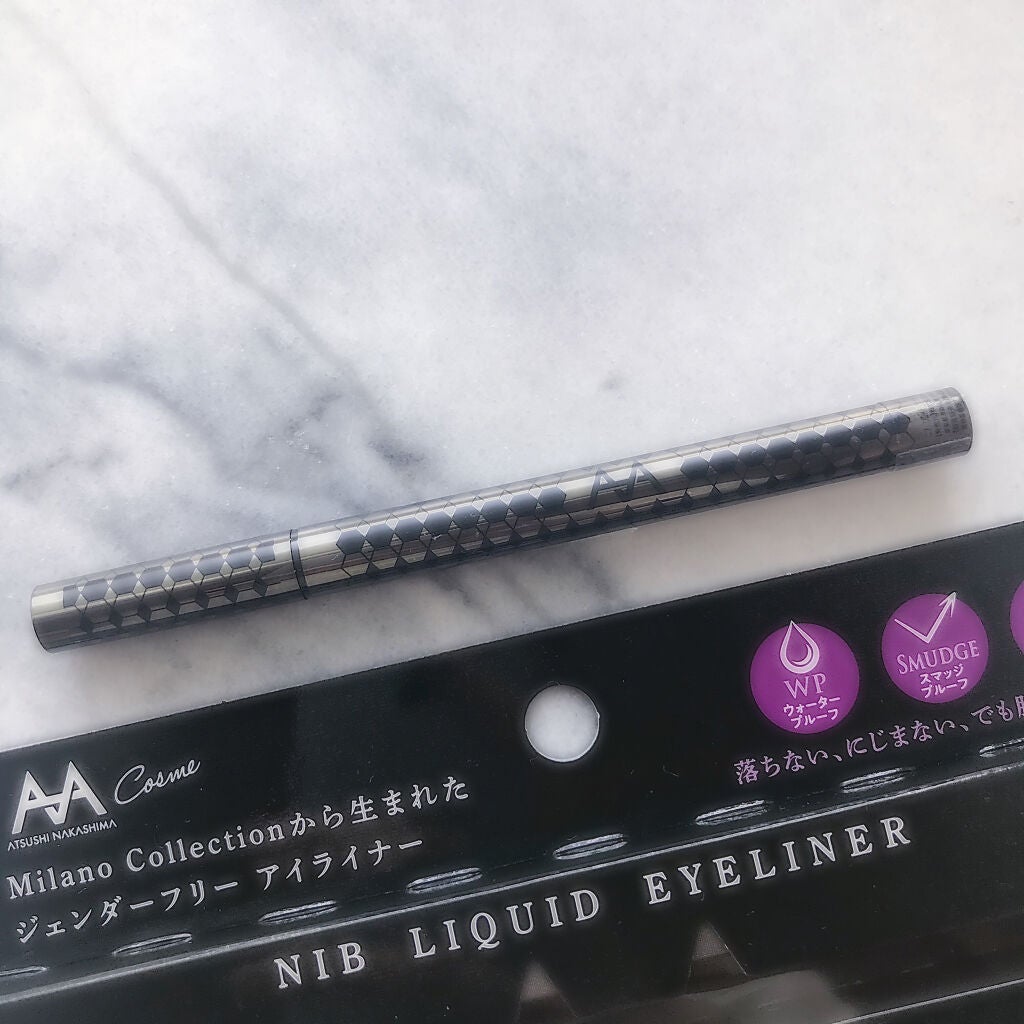 WP
ウォーター
プルーフ
SMUDGE
スマッジ
プルーフ
落ちない、にじまない、でも肌
Cosme
ATSUSHI NAKASHIMA
Milano Collectionから生まれた
ジェンダーフリー アイライナー
NIB LIQUID EYELINER